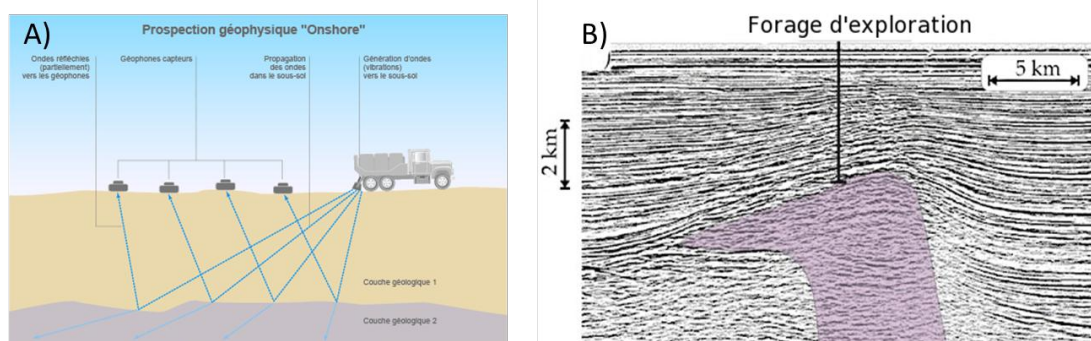 A)
Prospection géophysique "Onshore"
Ondes réfléchies
(partiellement)
vers les géophones
Géophones capteurs
Propagation
des ondes
dans le sous-sol
Génération d'ondes
(vibrations)
vers le sous-sol
Couche géologique 1
Couche géologique 2
B)
Forage d'exploration
5 km
2 km